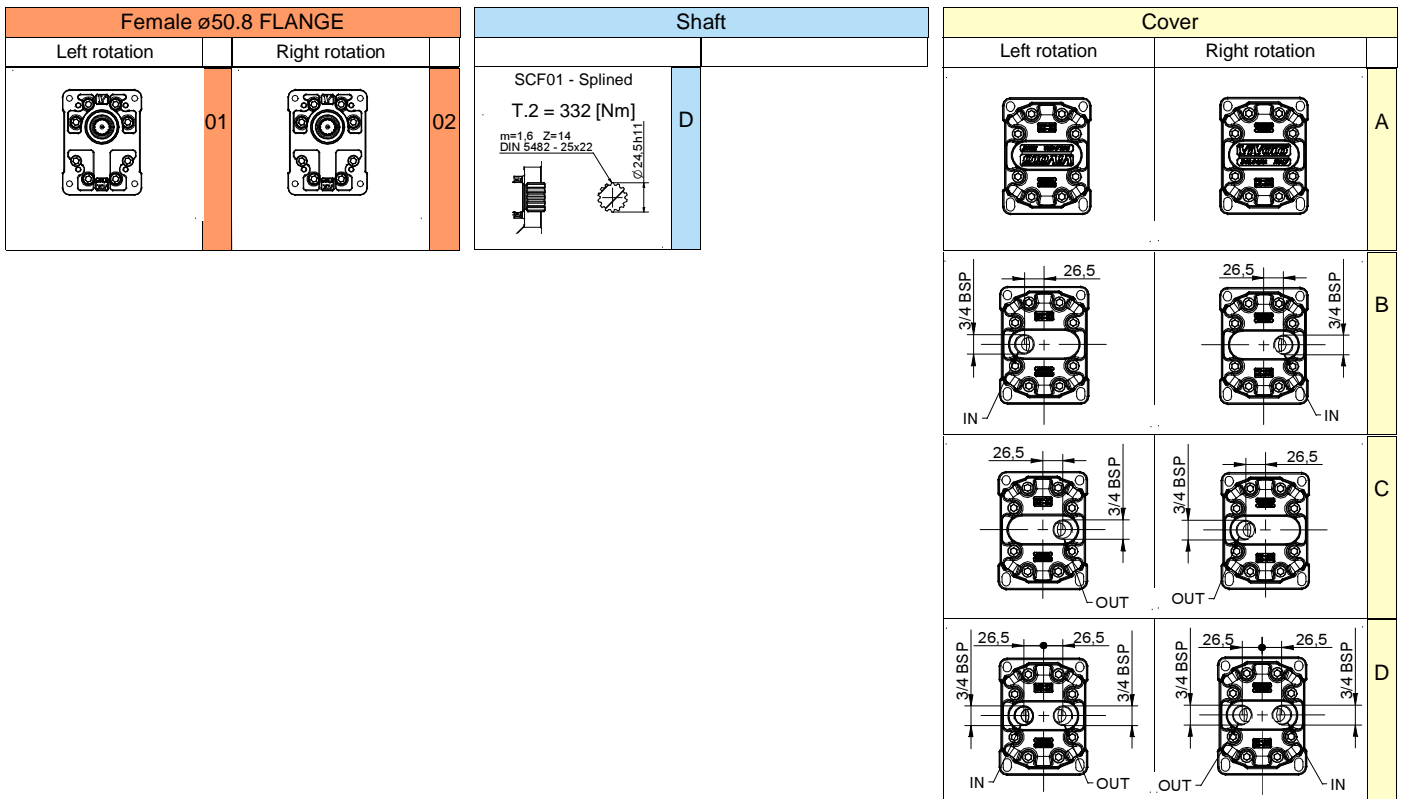 Female ø50.8 FLANGE
Left rotation
Right rotation
01
02
Shaft
SCF01 - Splined
T.2 = 332 [Nm]
m=1,6 Z=14
DIN 5482 - 25x22
Ø24,5h11
D
Cover
Left rotation
Right rotation
A
26,5
3/4 BSP
IN
26,5
3/4 BSP
IN
B
26,5
3/4 BSP
OUT
26,5
3/4 BSP
OUT
C
26,5
26,5
3/4 BSP
3/4 BSP
IN
OUT
26,5
26,5
3/4 BSP
3/4 BSP
OUT
IN
D